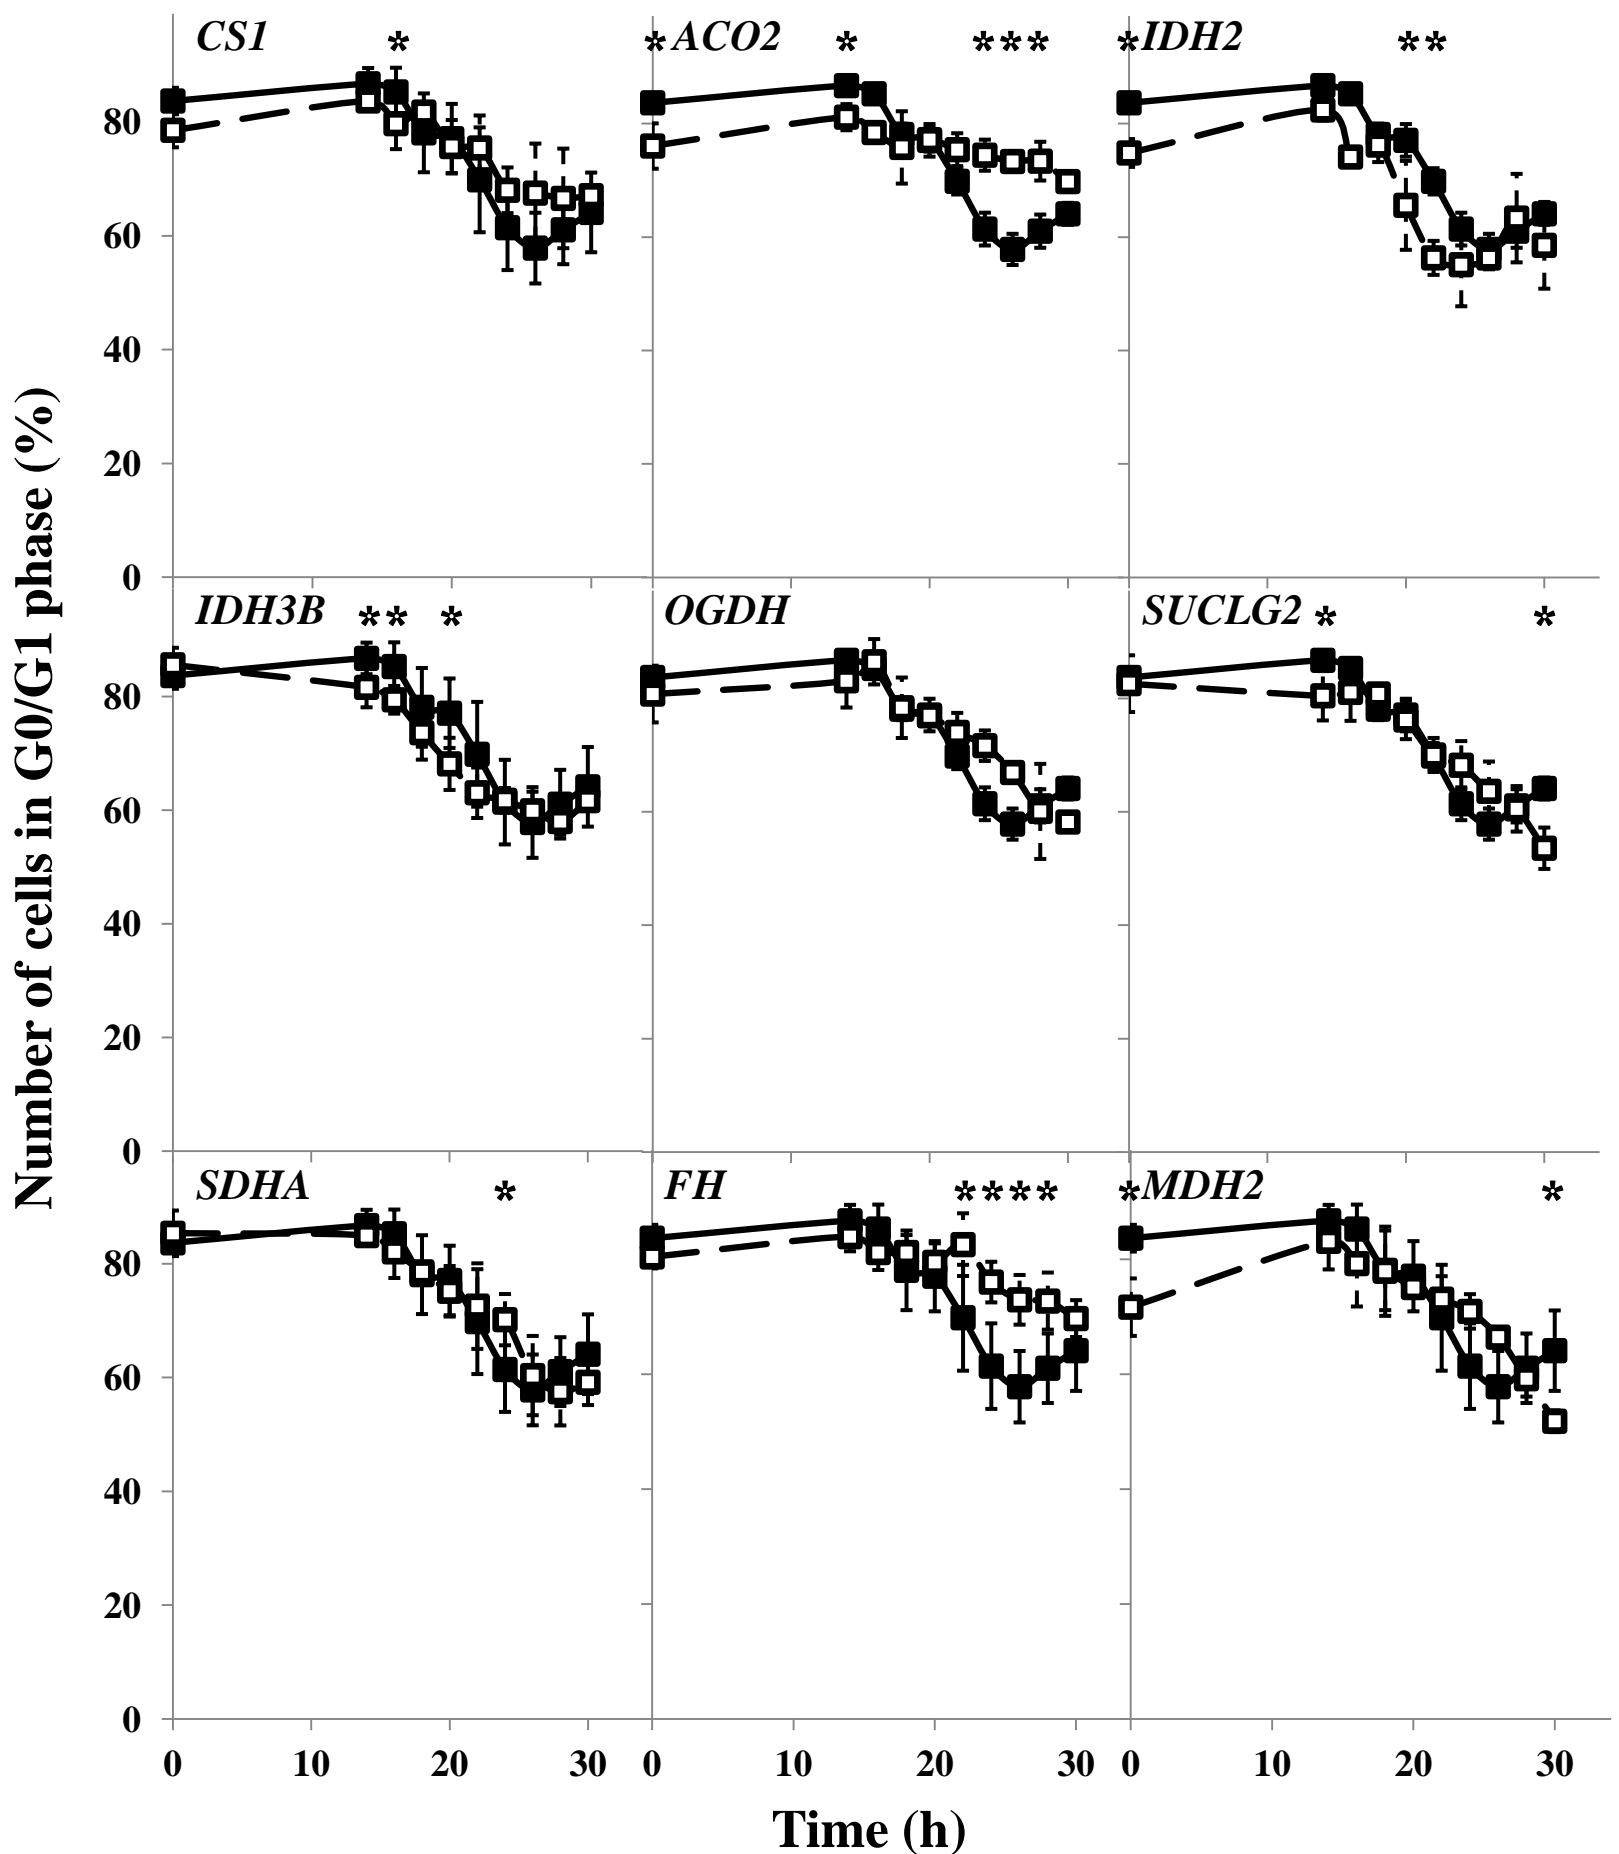 CS1 *
* ACO2 * * * *
* IDH2 * *
80
60
40
20
0
Number of cells in G0/G1 phase (%)
IDH3B * * *
OGDH
SUCLG2 * *
80
60
40
20
0
SDHA *
FH * * * *
* MDH2 *
80
60
40
20
0
0 10 20 30 0 10 20 30 0 10 20 30
Time (h)